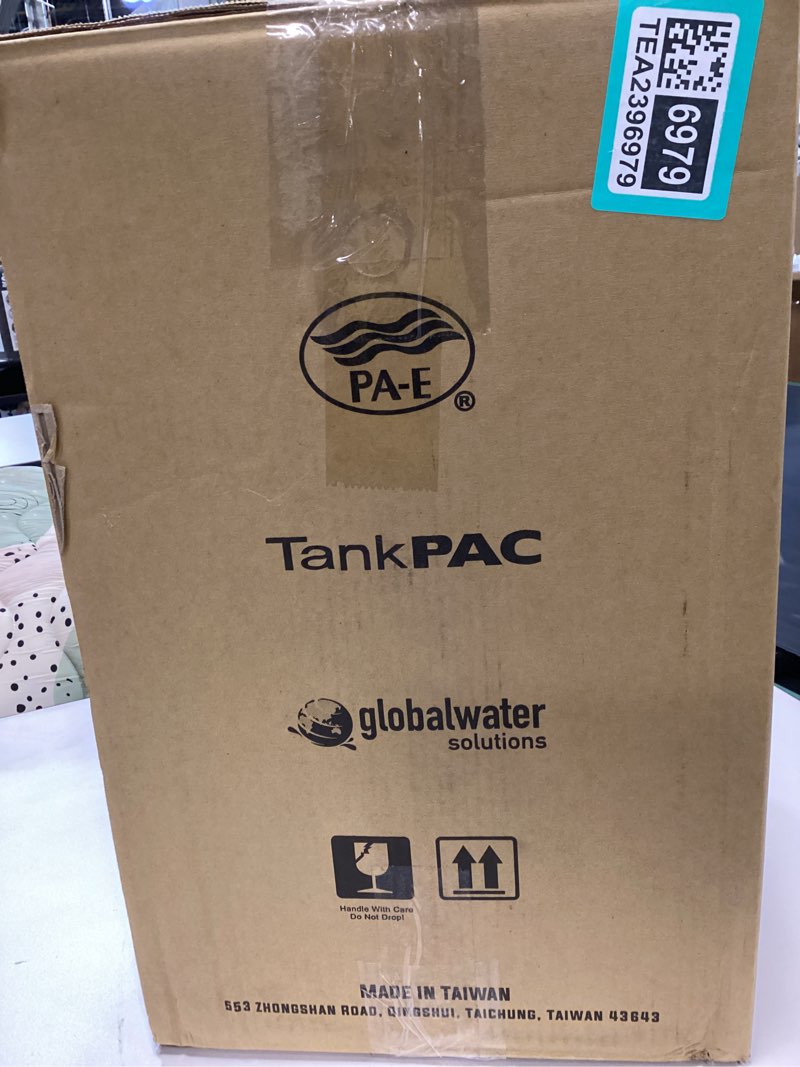 TEA2396979
6979
PA-E®
TankPAC
globalwater
solutions
Handle With Care
Do Not Drop!
MADE IN TAIWAN
553 ZHONGSHAN ROAD, QINGSHUI, TAICHUNG, TAIWAN 43643